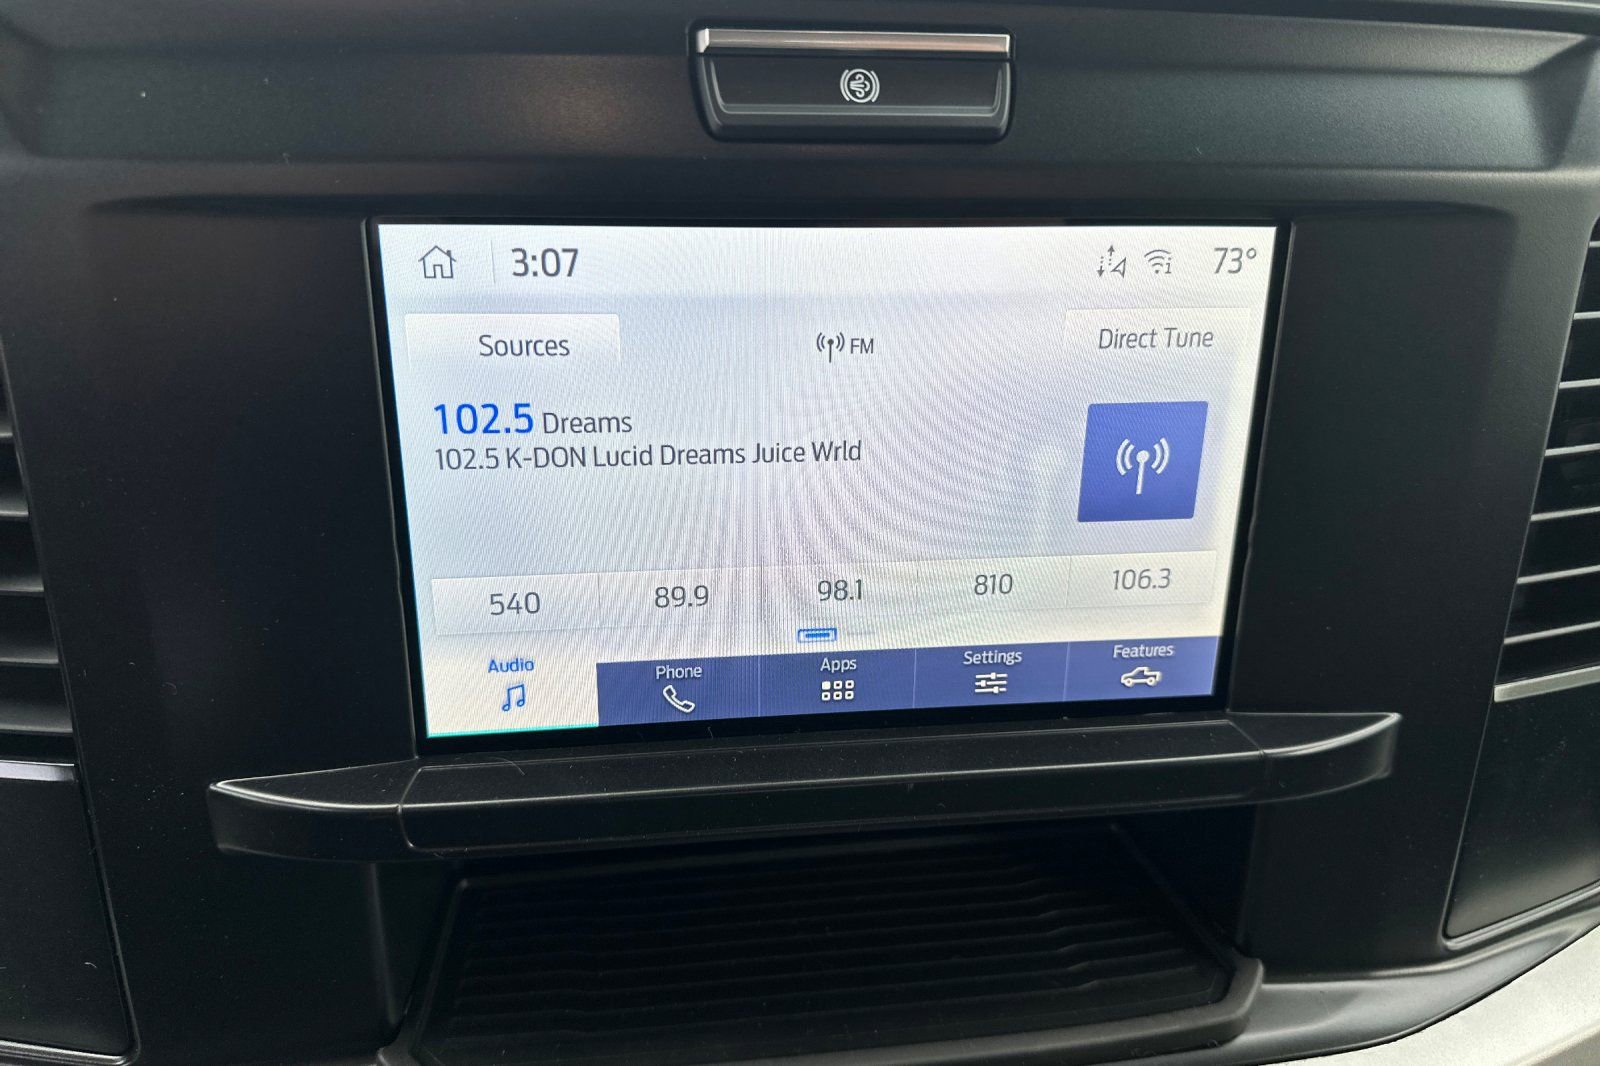 3:07
73°
Sources
FM
Direct Tune
102.5 Dreams
102.5 K-DON Lucid Dreams Juice Wrld
540
89.9
98.1
810
106.3
Audio
Phone
Apps
Settings
Features